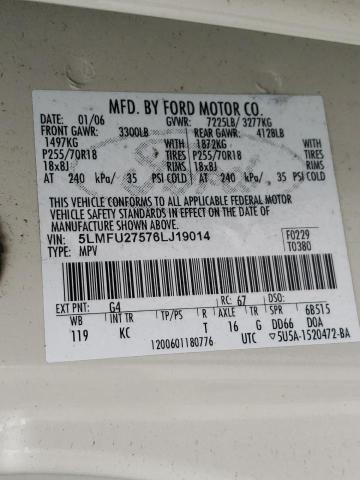 MFD. BY FORD MOTOR CO.
01/06 GVWR: 7225LB/ 3277KG
FRONT GAWR: 3300LB REAR GAWR: 4128LB
1497KG WITH 1872KG WITH
P255/70R18 TIRES P255/70R18 TIRES
18x8J RIMS 18x8J RIMS
AT 240 kPa/ 35 PSI COLD AT 240 kPa/ 35 PSI COLD
THIS VEHICLE CONFORMS TO ALL APPLICABLE FEDERAL MOTOR
VEHICLE SAFETY AND BUMPER STANDARDS IN EFFECT ON THE DATE OF
MANUFACTURE SHOWN ABOVE.
VIN: 5LMFU27576LJ19014 F0229
TYPE: MPV T0380
EXT PNT: G4 RC: 67 DSO:
WB INT TR TP/PS R AXLE TR SPR 6B515
119 KC T 16 G DD66 DOA
1200601180776 UTC ▽5U5A-1520472-BA